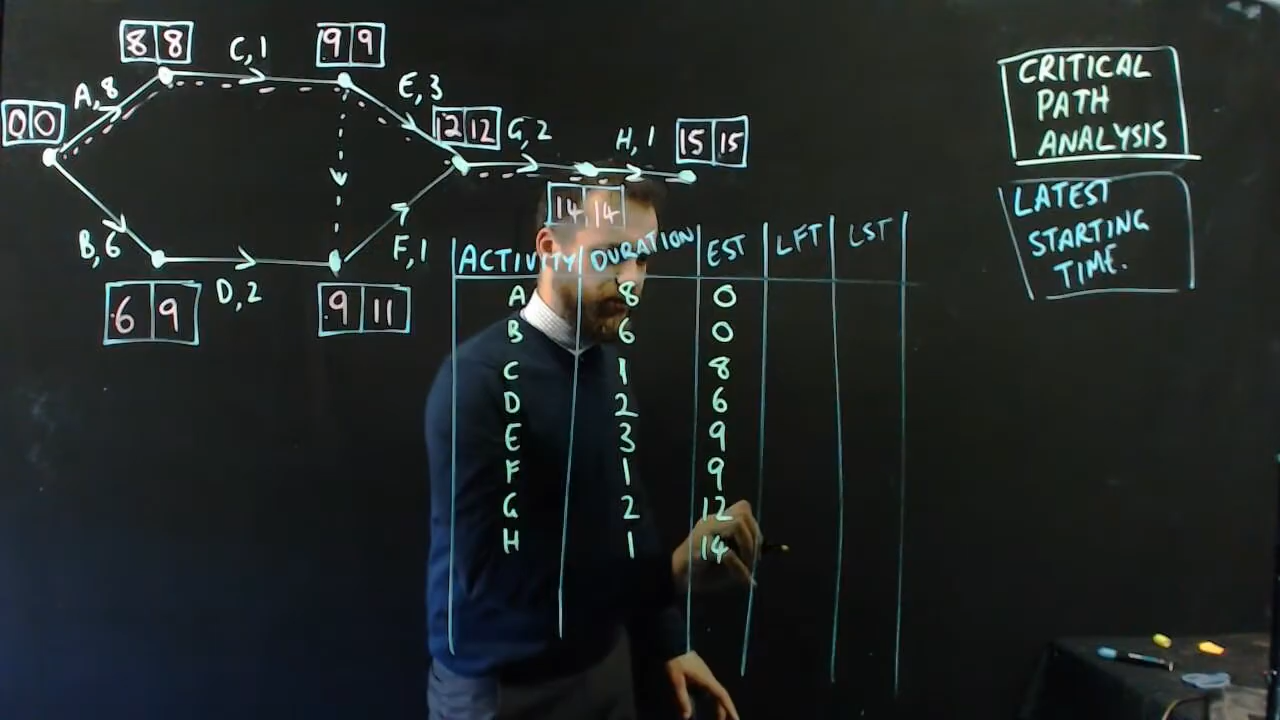 8 8
C,1
9 9
E,3
A,8
0 0
12 12
G,2
H,1
15 15
14 14
B,6
D,2
F,1
6 9
9 11
CRITICAL
PATH
ANALYSIS
LATEST
STARTING
TIME.
ACTIVITY DURATION EST LFT LST
A 8 0
B 6 0
C 1 8
D 2 6
E 3 9
F 1 9
G 2 12
H 1 14